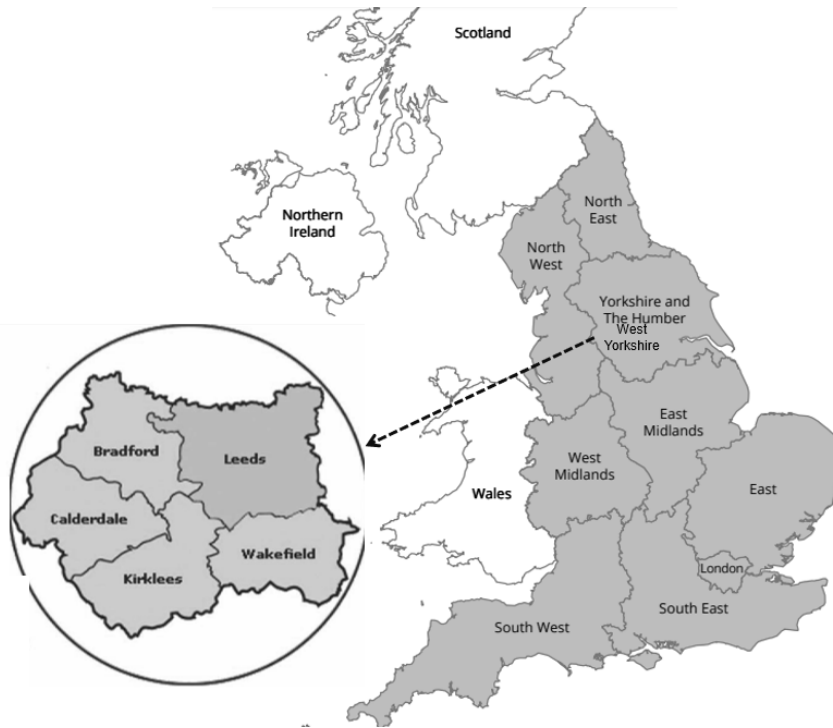 Scotland
North
East
Northern
Ireland
North
West
Yorkshire and
The Humber
West
Yorkshire
East
Midlands
West
Midlands
Wales
East
London
South East
South West
Bradford
Leeds
Calderdale
Wakefield
Kirklees